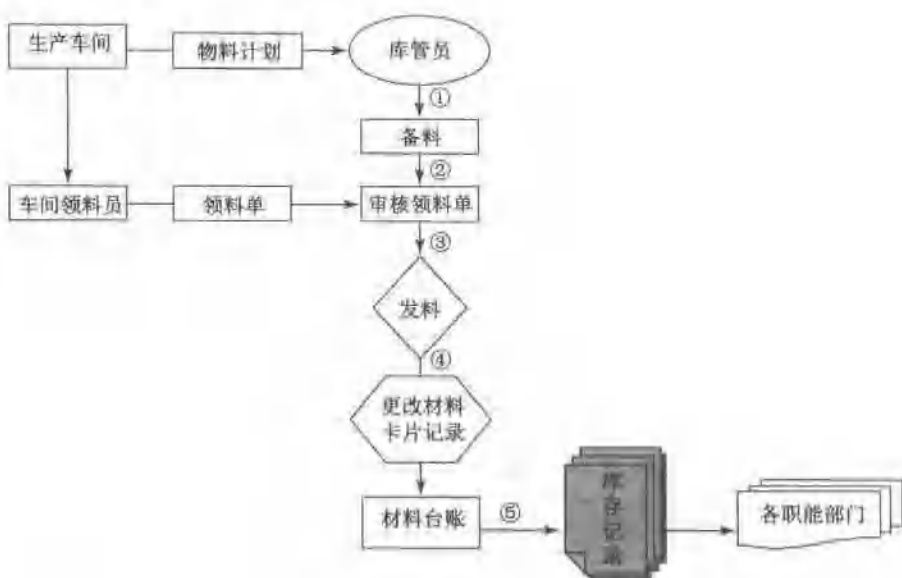 生产车间
物料计划
库管员
①
备料
②
车间领料员
领料单
审核领料单
③
发料
④
更改材料
卡片记录
材料台账
⑤
库存记录
各职能部门